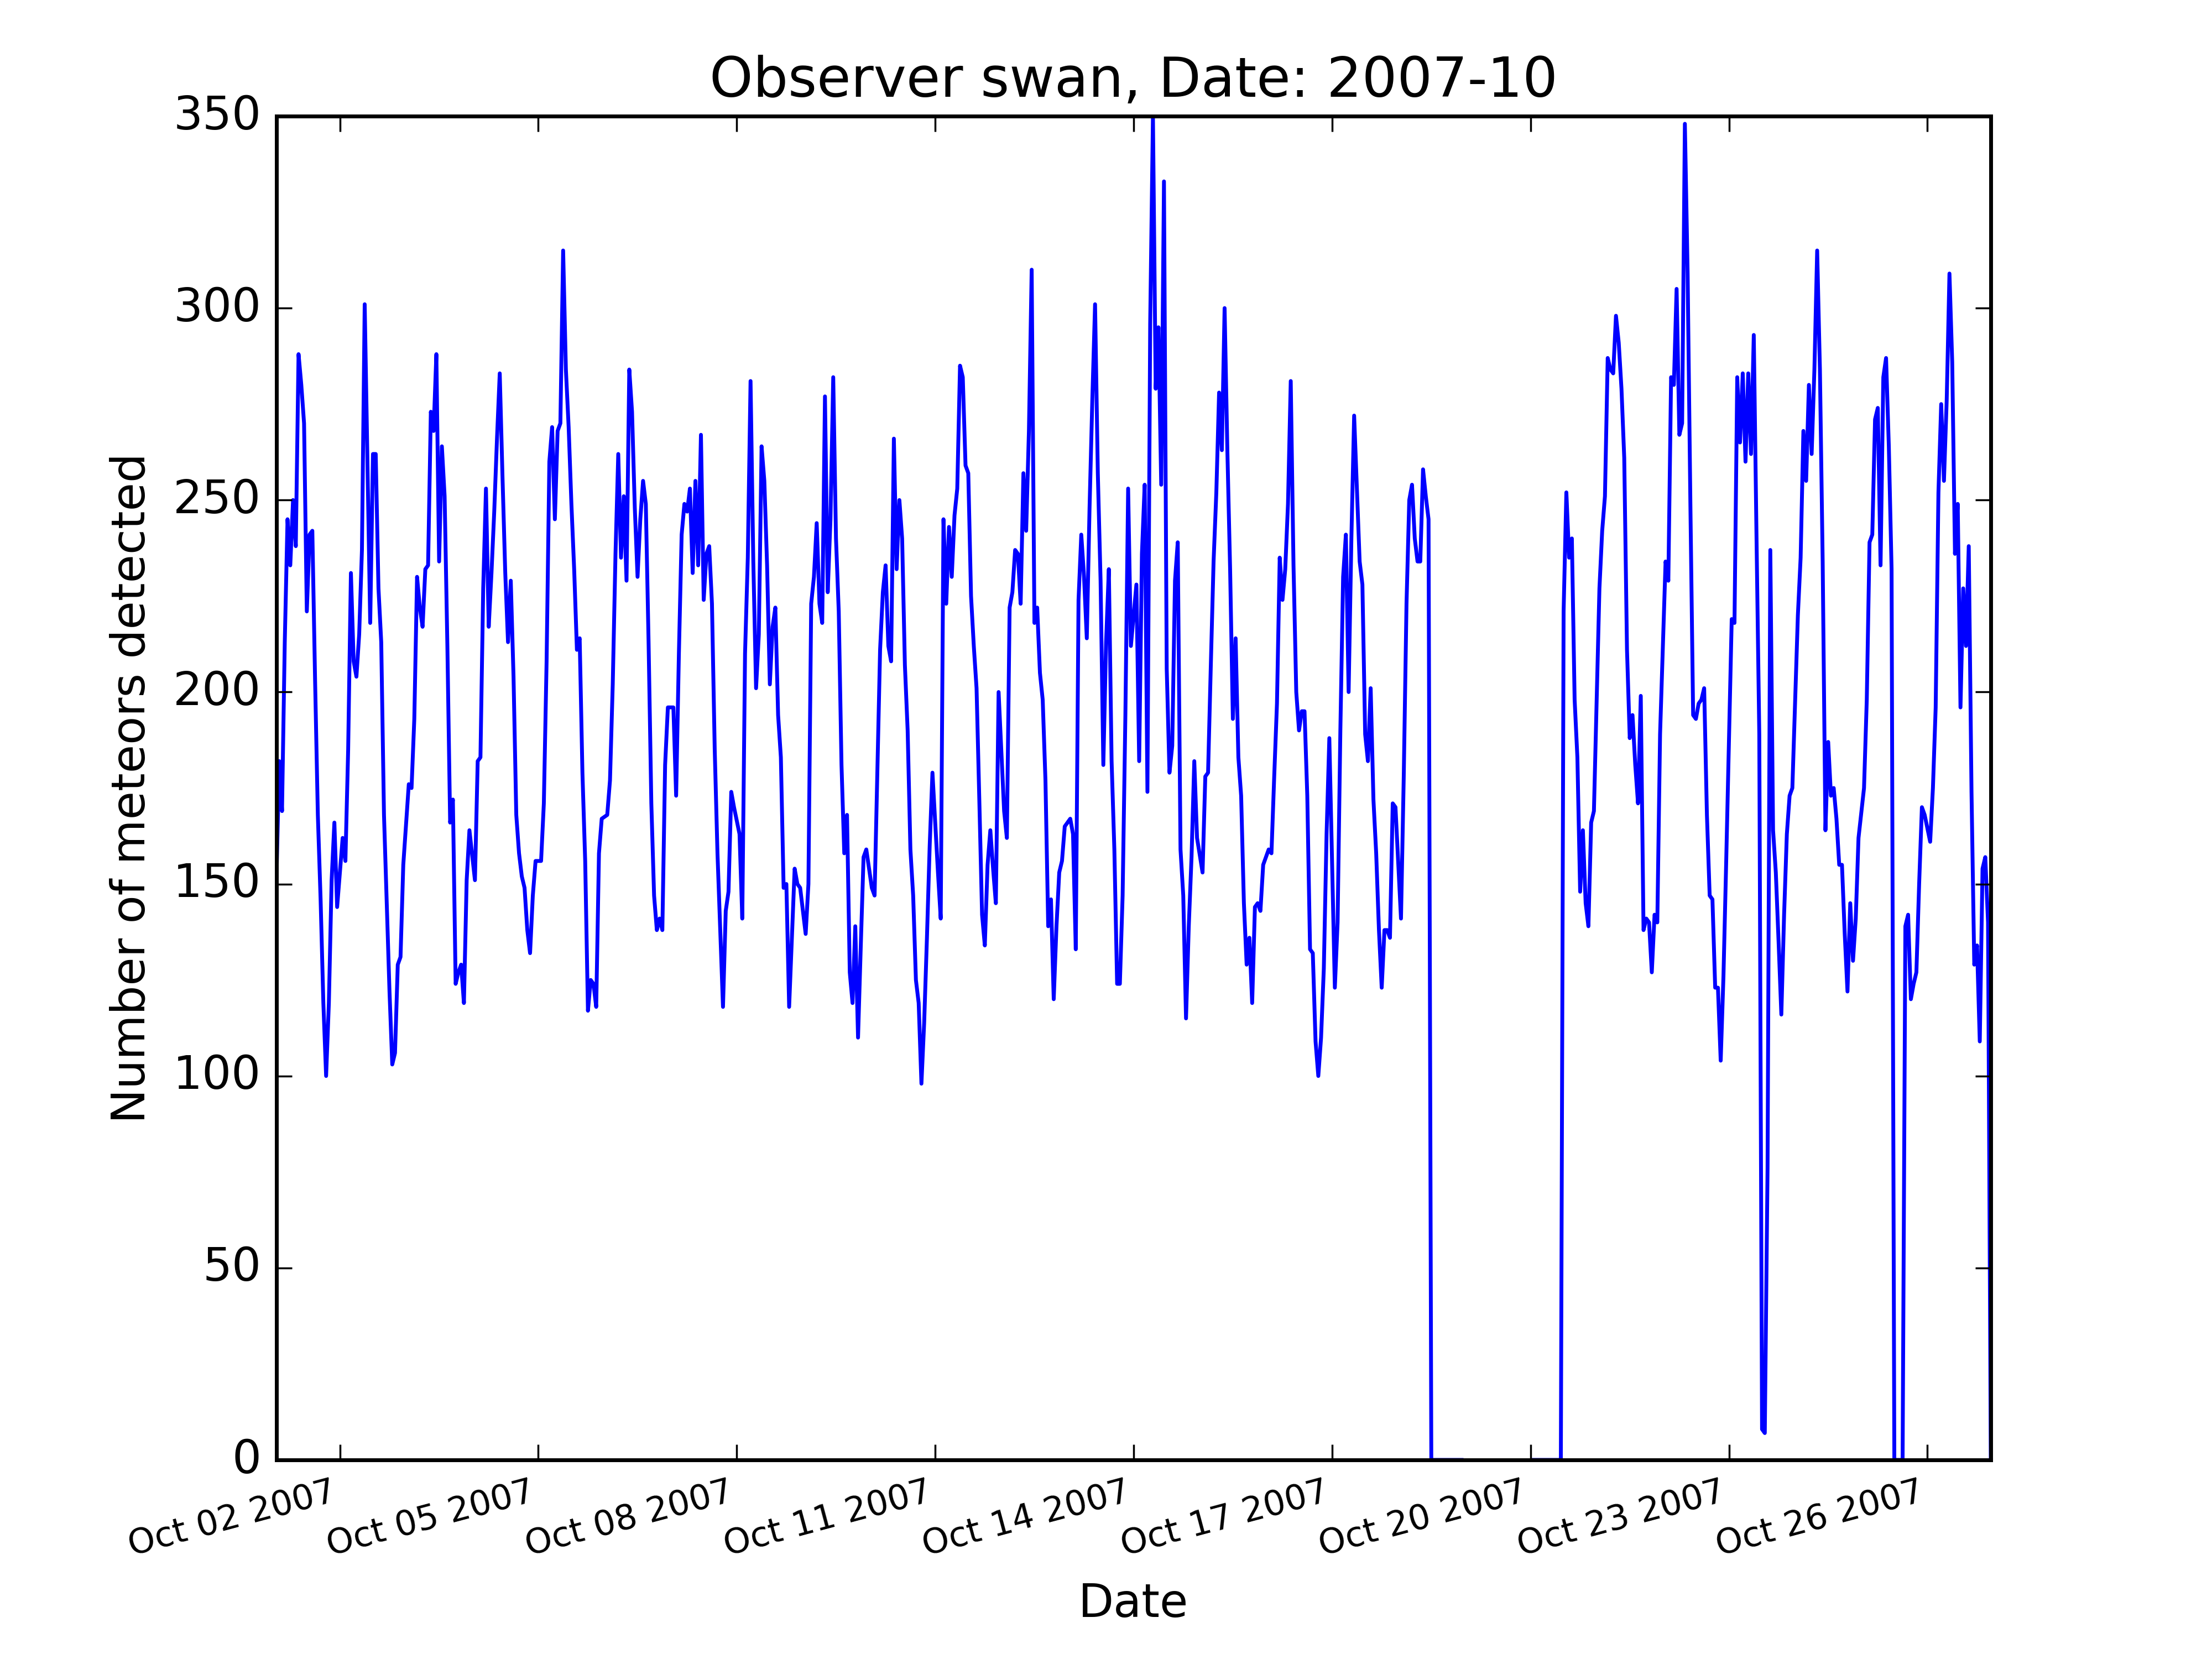 Observer swan, Date: 2007-10
Number of meteors detected
350
300
250
200
150
100
50
0
Oct 02 2007
Oct 05 2007
Oct 08 2007
Oct 11 2007
Oct 14 2007
Oct 17 2007
Oct 20 2007
Oct 23 2007
Oct 26 2007
Date